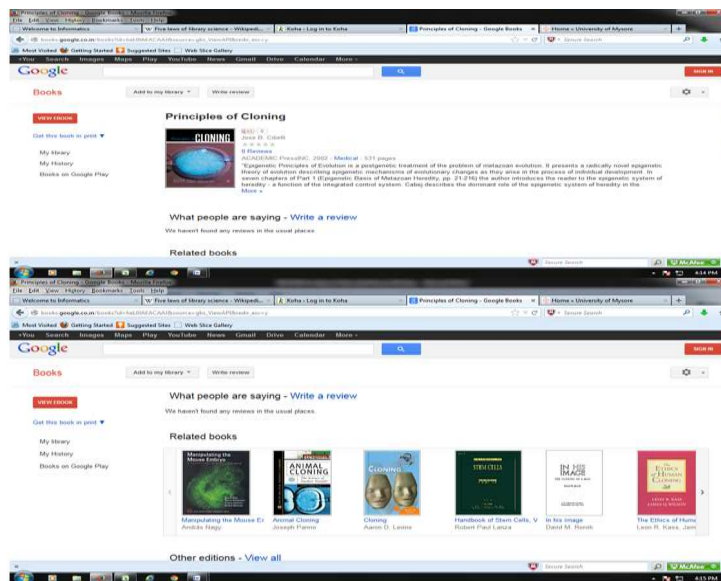 Principles of Cloning - Google Books - Mozilla Firefox
File Edit View History Bookmarks Tools Help
Welcome to Informatics
W Five laws of library science - Wikipedi...
Koha › Log in to Koha
Principles of Cloning - Google Books
Home - University of Mysore
Secure Search
Most Visited Getting Started Suggested Sites Web Slice Gallery
+You Search Images Maps Play YouTube News Gmail Drive Calendar More
Google
SIGN IN
Books
Add to my library
Write review
VIEW EBOOK
Get this book in print ▼
My library
My History
Books on Google Play
Principles of Cloning
CLONING
Jose B. Cibelli
0 Reviews
ACADEMIC PressINC, 2002 - Medical - 531 pages
"Epigenetic Principles of Evolution is a postgenetic treatment of the problem of metazoan evolution. It presents a radically novel epigenetic
theory of evolution describing epigenetic mechanisms of evolutionary changes as they arise in the process of individual development. In
seven chapters of Part 1 (Epigenetic Basis of Metazoan Heredity, pp. 21-216) the author introduces the reader to the epigenetic system of
heredity - a function of the integrated control system. Cabej describes the dominant role of the epigenetic system of heredity in the
More »
What people are saying - Write a review
We haven't found any reviews in the usual places.
Related books
Secure Search
McAfee
4:14 PM
Principles of Cloning - Google Books - Mozilla Firefox
File Edit View History Bookmarks Tools Help
Welcome to Informatics
W Five laws of library science - Wikipedi...
Koha › Log in to Koha
Principles of Cloning - Google Books
Home - University of Mysore
Secure Search
Most Visited Getting Started Suggested Sites Web Slice Gallery
+You Search Images Maps Play YouTube News Gmail Drive Calendar More
Google
SIGN IN
Books
Add to my library
Write review
VIEW EBOOK
Get this book in print ▼
My library
My History
Books on Google Play
What people are saying - Write a review
We haven't found any reviews in the usual places.
Related books
Manipulating the
Mouse Embryo
ANIMAL
CLONING
CLONING
STEM CELLS
IN HIS
IMAGE
THE
ETHICS
OF HUMAN
CLONING
Manipulating the Mouse Er
András Nagy
Animal Cloning
Joseph Panno
Cloning
Aaron D. Levine
Handbook of Stem Cells, V
Robert Paul Lanza
In his image
David M. Rorvik
The Ethics of Huma
Leon R. Kass, Jam
Other editions - View all
Secure Search
McAfee
4:15 PM